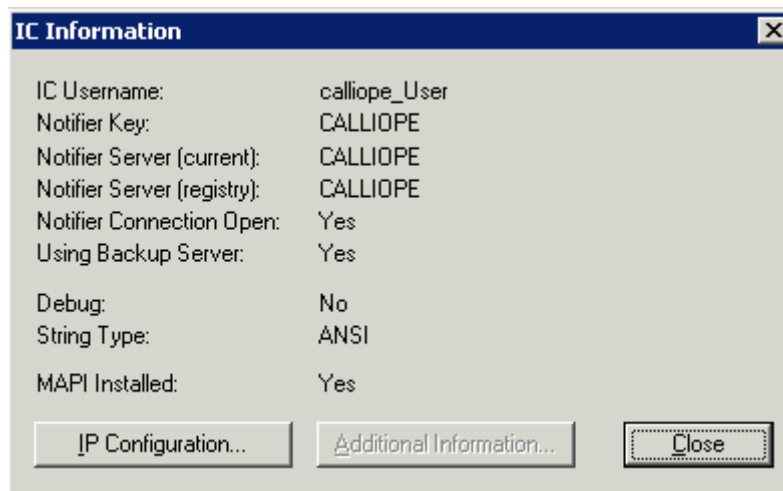 IC Information
IC Username: calliope_User
Notifier Key: CALLIOPE
Notifier Server (current): CALLIOPE
Notifier Server (registry): CALLIOPE
Notifier Connection Open: Yes
Using Backup Server: Yes
Debug: No
String Type: ANSI
MAPI Installed: Yes
IP Configuration... Additional Information... Close